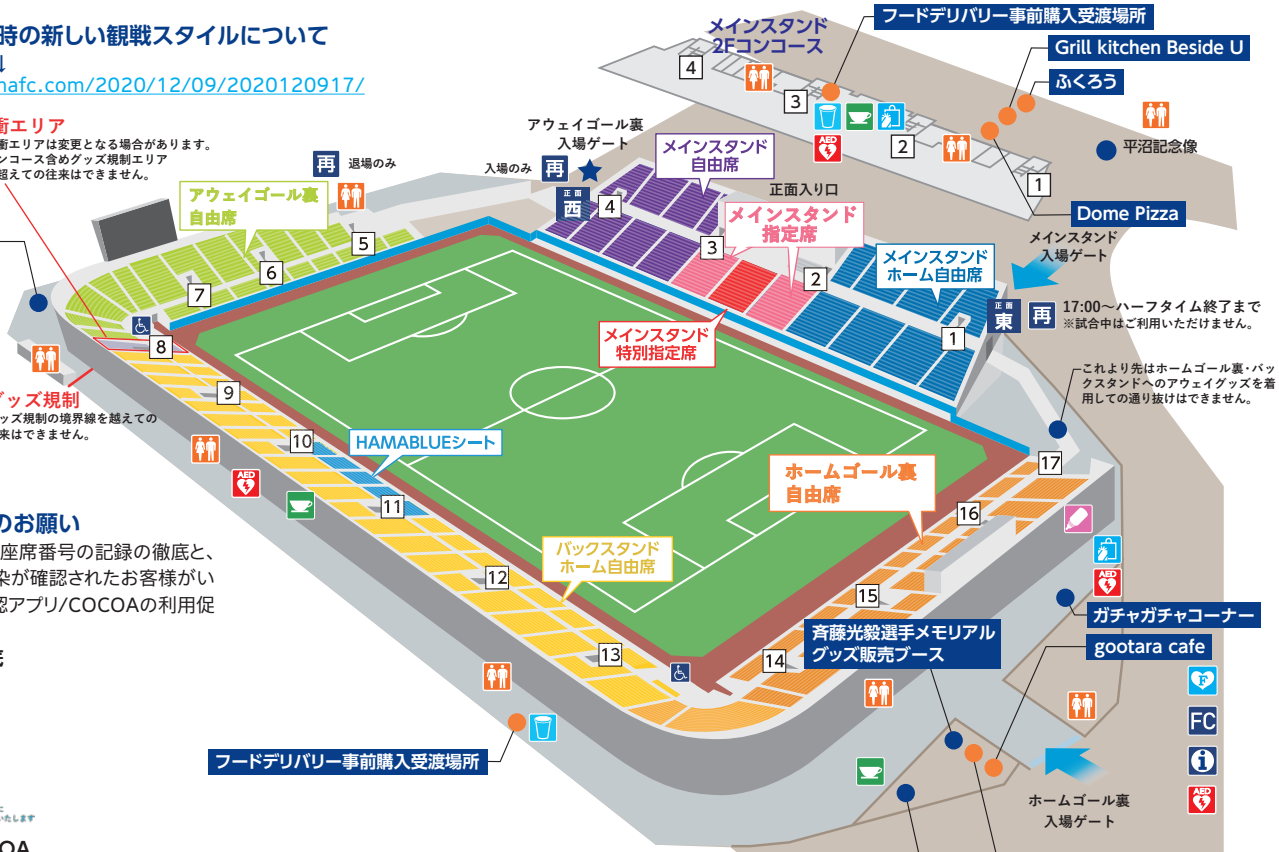 時の新しい観戦スタイルについて
↓
nafc.com/2020/12/09/2020120917/
衝エリア
衝エリアは変更となる場合があります。
ンコース含めグッズ規制エリア
超えての往来はできません。
再 退場のみ
アウェイゴール裏
自由席
アウェイゴール裏
入場ゲート
入場のみ 再
正面
西
メインスタンド
2Fコンコース
フードデリバリー事前購入受渡場所
Grill kitchen Beside U
ふくろう
4
3
2
1
AED
平沼記念像
Dome Pizza
メインスタンド
入場ゲート
メインスタンド
自由席
正面入り口
メインスタンド
指定席
メインスタンド
ホーム自由席
4
3
2
1
正面
東
再
17:00〜ハーフタイム終了まで
※試合中はご利用いただけません。
メインスタンド
特別指定席
これより先はホームゴール裏・バッ
クスタンドへのアウェイグッズを着
用しての通り抜けはできません。
5
6
7
8
9
10
11
12
13
14
15
16
17
グッズ規制
ッズ規制の境界線を越えての
来はできません。
HAMABLUEシート
AED
バックスタンド
ホーム自由席
ホームゴール裏
自由席
のお願い
座席番号の記録の徹底と、
染が確認されたお客様がい
認アプリ/COCOAの利用促
AED
ガチャガチャコーナー
斉藤光毅選手メモリアル
グッズ販売ブース
gootara cafe
F
FC
i
AED
フードデリバリー事前購入受渡場所
ホームゴール裏
入場ゲート
いたします
OA